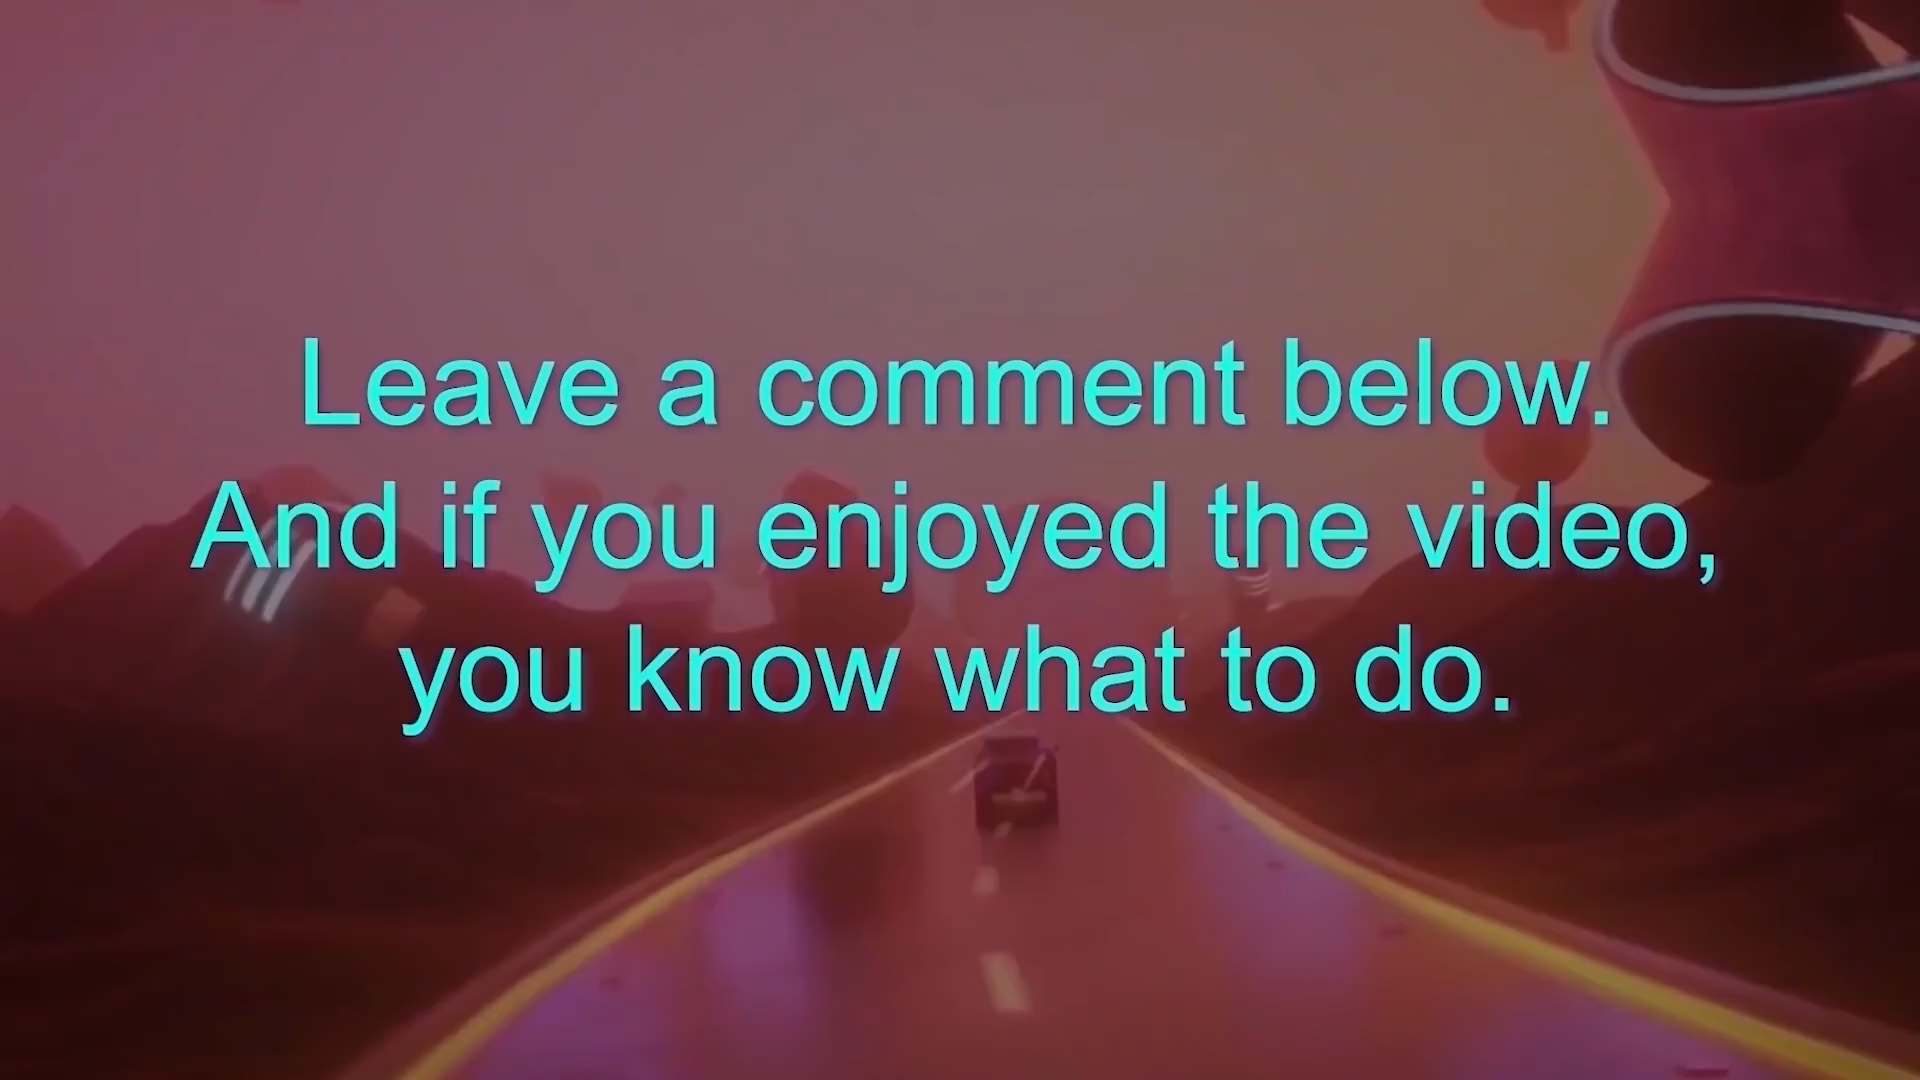 Leave a comment below.
And if you enjoyed the video,
you know what to do.